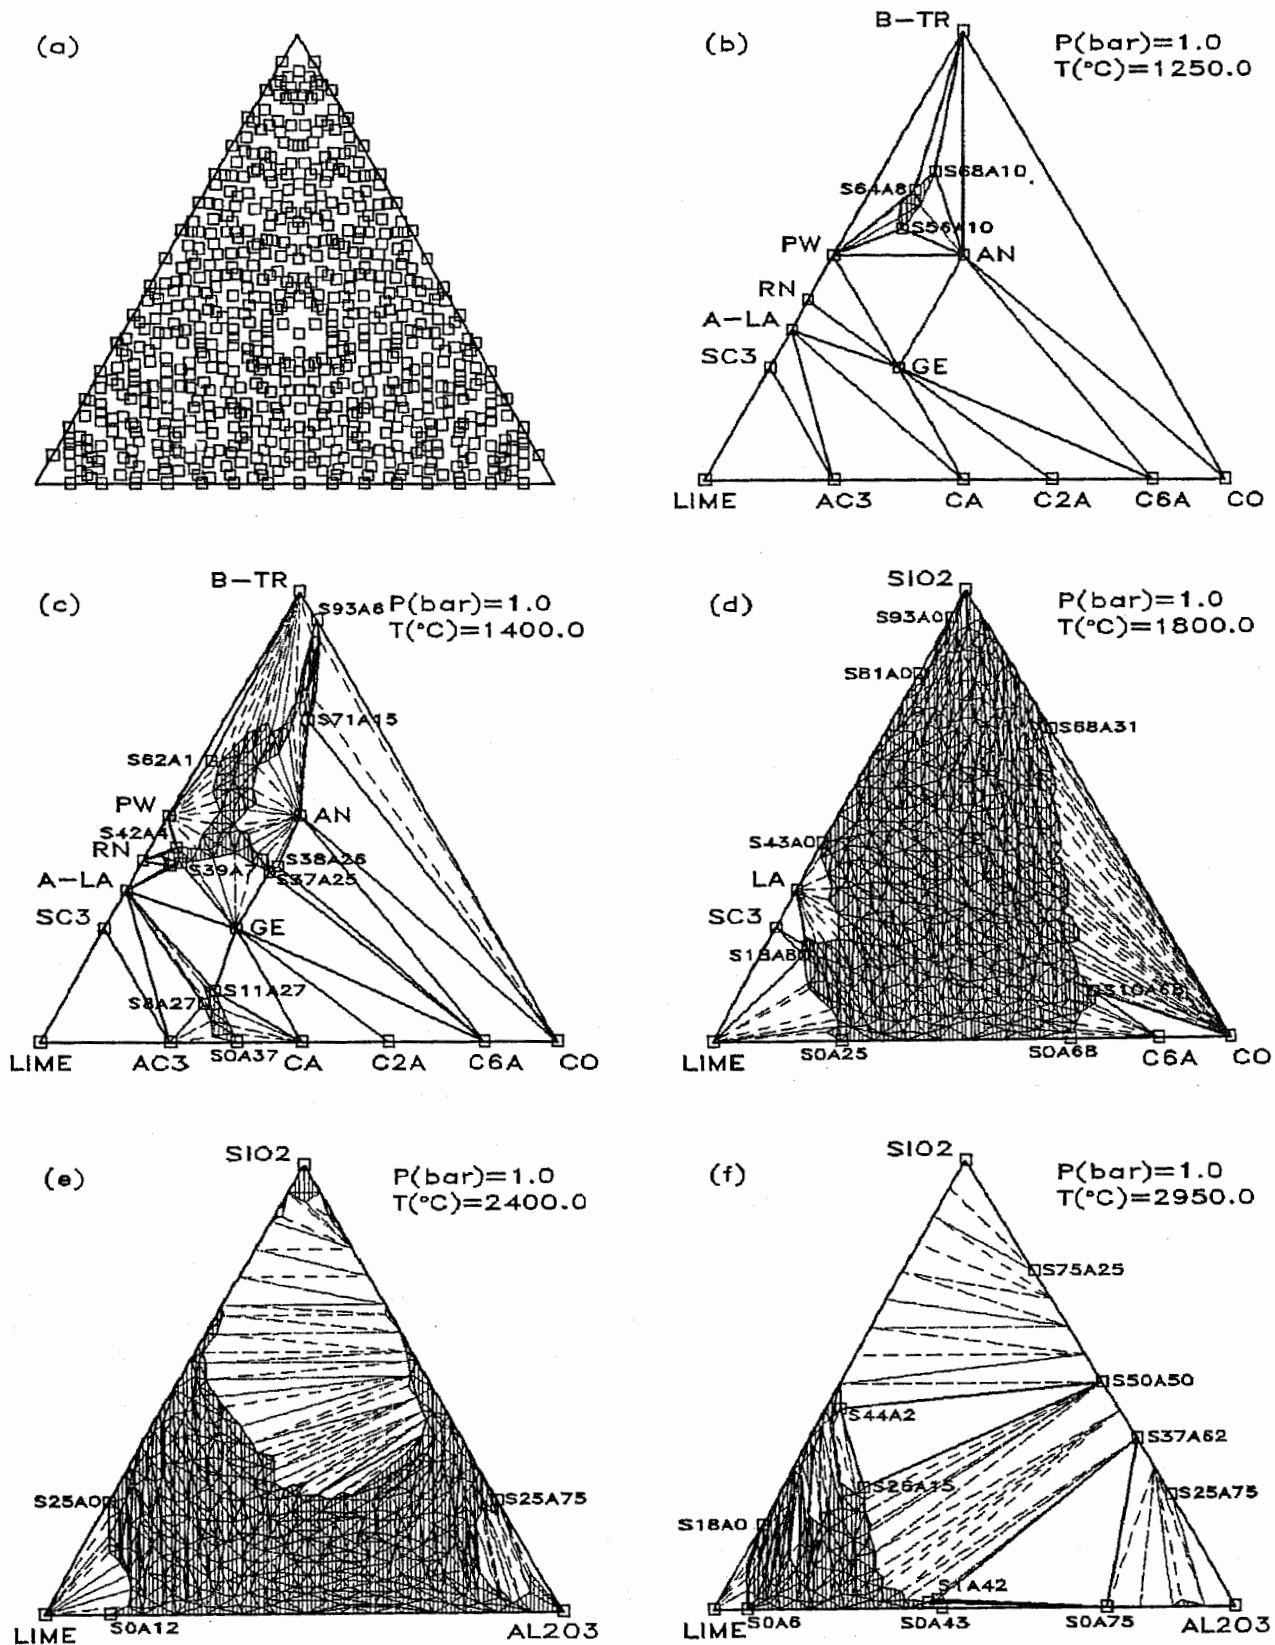 (a)
(b)
B-TR
P(bar)=1.0
T(°C)=1250.0
S68A10
S64A8
S56A10
PW
AN
RN
A-LA
SC3
GE
LIME
AC3
CA
C2A
C6A
CO
(c)
B-TR
S93A6
P(bar)=1.0
T(°C)=1400.0
S71A15
S62A1
PW
AN
S42A4
RN
S39A7
S38A26
S37A25
A-LA
SC3
GE
S11A27
S8A27
LIME
AC3
S0A37
CA
C2A
C6A
CO
(d)
SIO2
P(bar)=1.0
T(°C)=1800.0
S93A0
S81A0
S68A31
S43A0
LA
SC3
S18A8
S10A68
LIME
S0A25
S0A68
C6A
CO
(e)
SIO2
P(bar)=1.0
T(°C)=2400.0
S25A0
S25A75
LIME
S0A12
AL2O3
(f)
SIO2
P(bar)=1.0
T(°C)=2950.0
S75A25
S50A50
S44A2
S37A62
S26A15
S25A75
S18A0
S1A42
LIME
S0A6
S0A43
S0A75
AL2O3